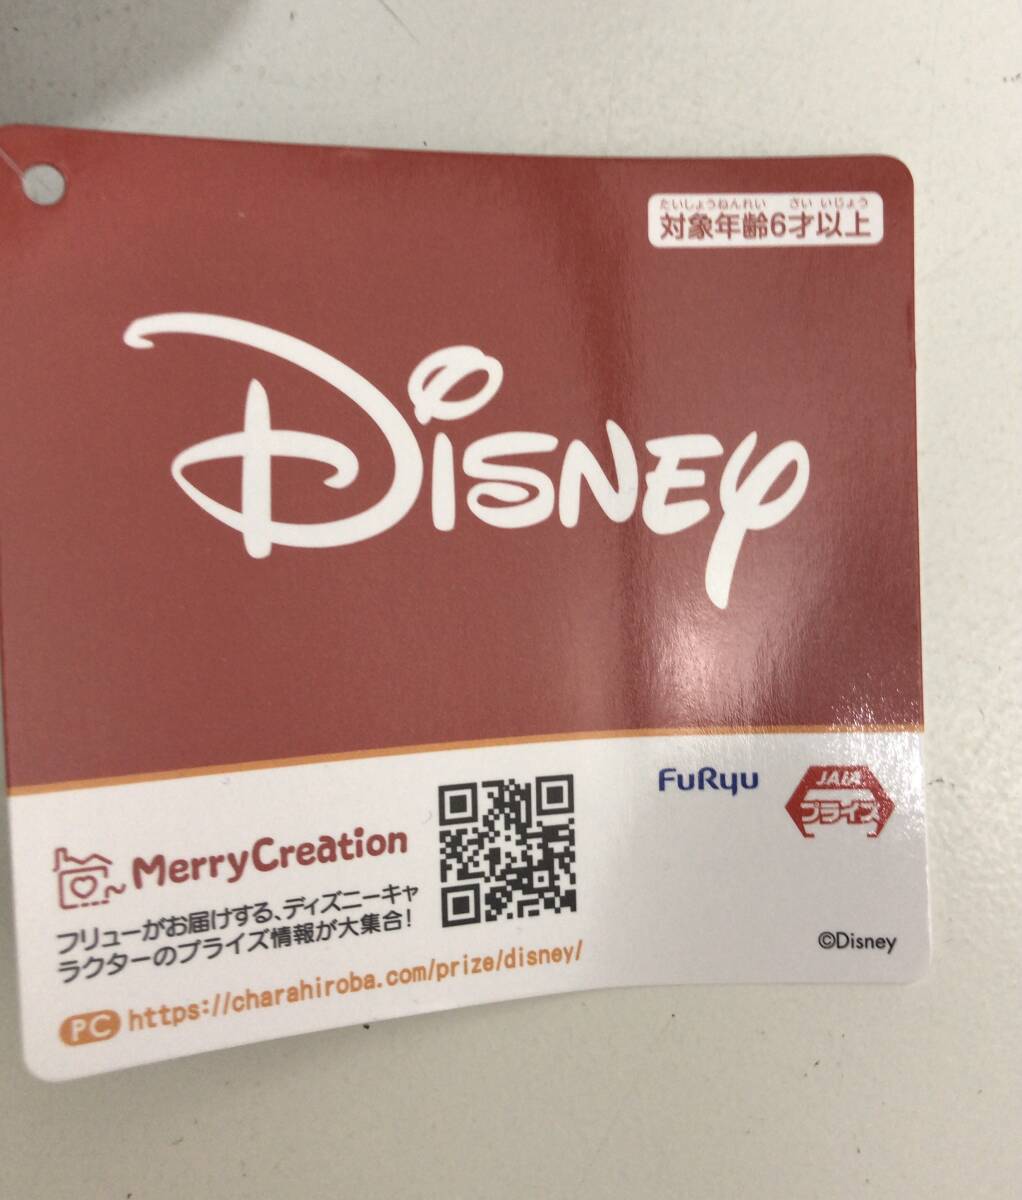 たいしょうねんれい さい いじょう
対象年齢6才以上
Disney
FuRyu
JAIA
プライズ
MerryCreation
フリューがお届けする、ディズニーキャ
ラクターのプライズ情報が大集合!
PC https://charahiroba.com/prize/disney/
©Disney